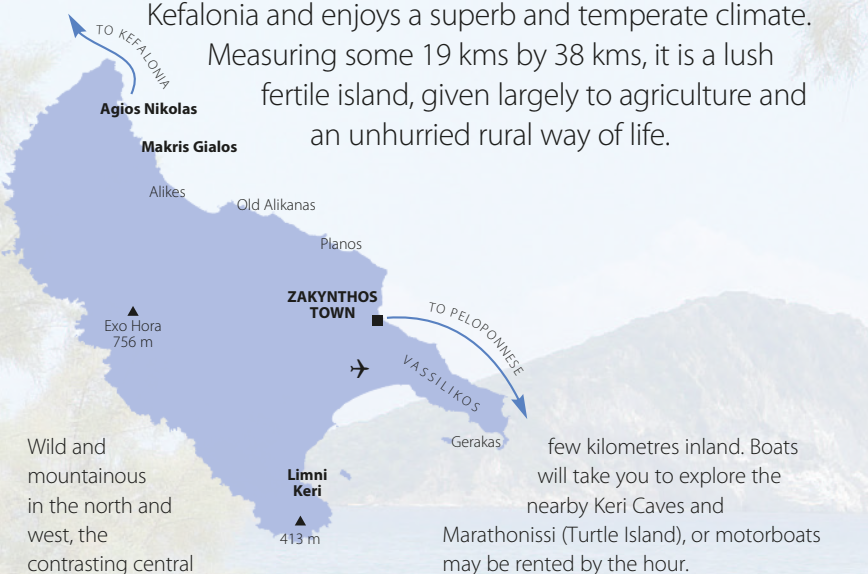 Kefalonia and enjoys a superb and temperate climate.
Measuring some 19 kms by 38 kms, it is a lush
fertile island, given largely to agriculture and
an unhurried rural way of life.
TO KEFALONIA
Agios Nikolas
Makris Gialos
Alikes
Old Alikanas
Planos
ZAKYNTHOS
TOWN
TO PELOPONNESE
Exo Hora
756 m
VASSILIKOS
Gerakas
Limni
Keri
413 m
Wild and
mountainous
in the north and
west, the
contrasting central
few kilometres inland. Boats
will take you to explore the
nearby Keri Caves and
Marathonissi (Turtle Island), or motorboats
may be rented by the hour.